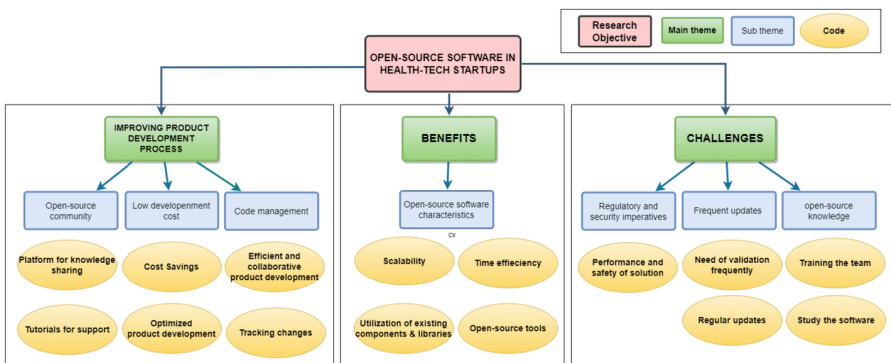 Research
Objective
Main theme
Sub theme
Code
OPEN-SOURCE SOFTWARE IN
HEALTH-TECH STARTUPS
IMPROVING PRODUCT
DEVELOPMENT
PROCESS
BENEFITS
CHALLENGES
Open-source
community
Low developenment
cost
Code management
Open-source software
characteristics
cv
Regulatory and
security imperatives
Frequent updates
open-source
knowledge
Platform for knowledge
sharing
Cost Savings
Efficient and
collaborative
product development
Scalability
Time effieciency
Performance and
safety of solution
Need of validation
frequently
Training the team
Tutorials for support
Optimized
product development
Tracking changes
Utilization of existing
components & libraries
Open-source tools
Regular updates
Study the software